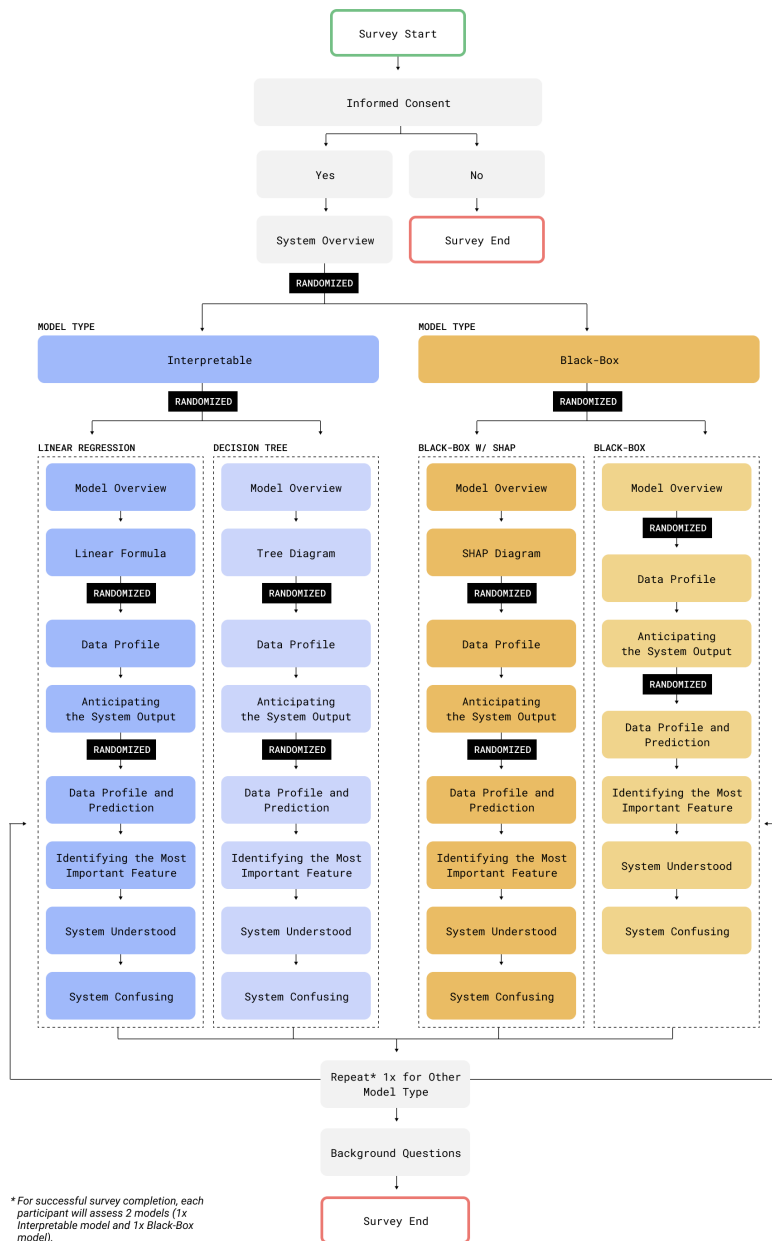 Survey Start
Informed Consent
Yes
No
System Overview
Survey End
RANDOMIZED
MODEL TYPE
Interpretable
RANDOMIZED
MODEL TYPE
Black-Box
RANDOMIZED
LINEAR REGRESSION
Model Overview
Linear Formula
RANDOMIZED
Data Profile
Anticipating
the System Output
RANDOMIZED
Data Profile and
Prediction
Identifying the Most
Important Feature
System Understood
System Confusing
DECISION TREE
Model Overview
Tree Diagram
RANDOMIZED
Data Profile
Anticipating
the System Output
RANDOMIZED
Data Profile and
Prediction
Identifying the Most
Important Feature
System Understood
System Confusing
BLACK-BOX W/ SHAP
Model Overview
SHAP Diagram
RANDOMIZED
Data Profile
Anticipating
the System Output
RANDOMIZED
Data Profile and
Prediction
Identifying the Most
Important Feature
System Understood
System Confusing
BLACK-BOX
Model Overview
RANDOMIZED
Data Profile
Anticipating
the System Output
RANDOMIZED
Data Profile and
Prediction
Identifying the Most
Important Feature
System Understood
System Confusing
Repeat* 1x for Other
Model Type
Background Questions
Survey End
* For successful survey completion, each
participant will assess 2 models (1x
Interpretable model and 1x Black-Box
model).